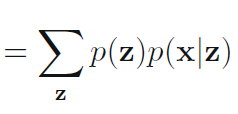 = ∑_𝐳 p(𝐳)p(𝐱|𝐳)